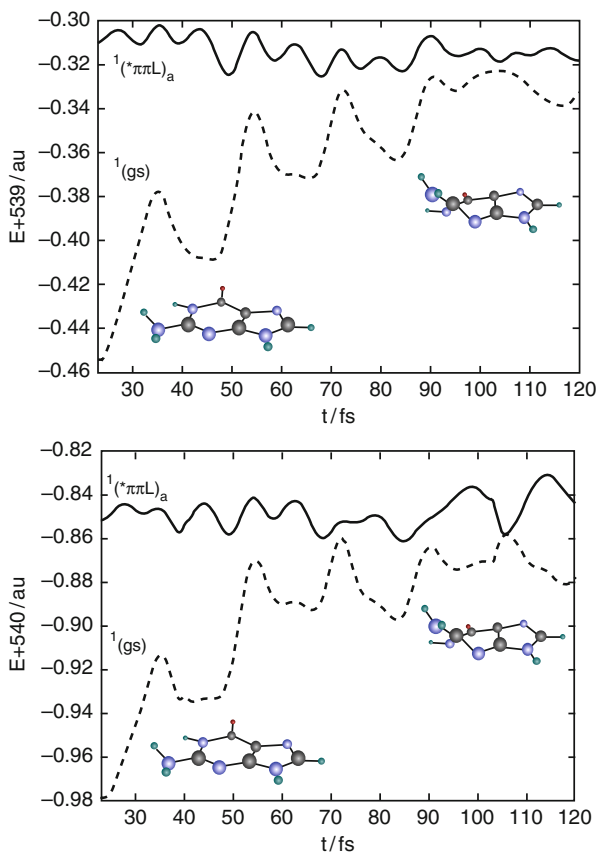 −0.30
−0.32
−0.34
−0.36
−0.38
−0.40
−0.42
−0.44
−0.46
E+539 / au
1(*ππL)a
1(gs)
30 40 50 60 70 80 90 100 110 120
t / fs
−0.82
−0.84
−0.86
−0.88
−0.90
−0.92
−0.94
−0.96
−0.98
E+540 / au
1(*ππL)a
1(gs)
30 40 50 60 70 80 90 100 110 120
t / fs